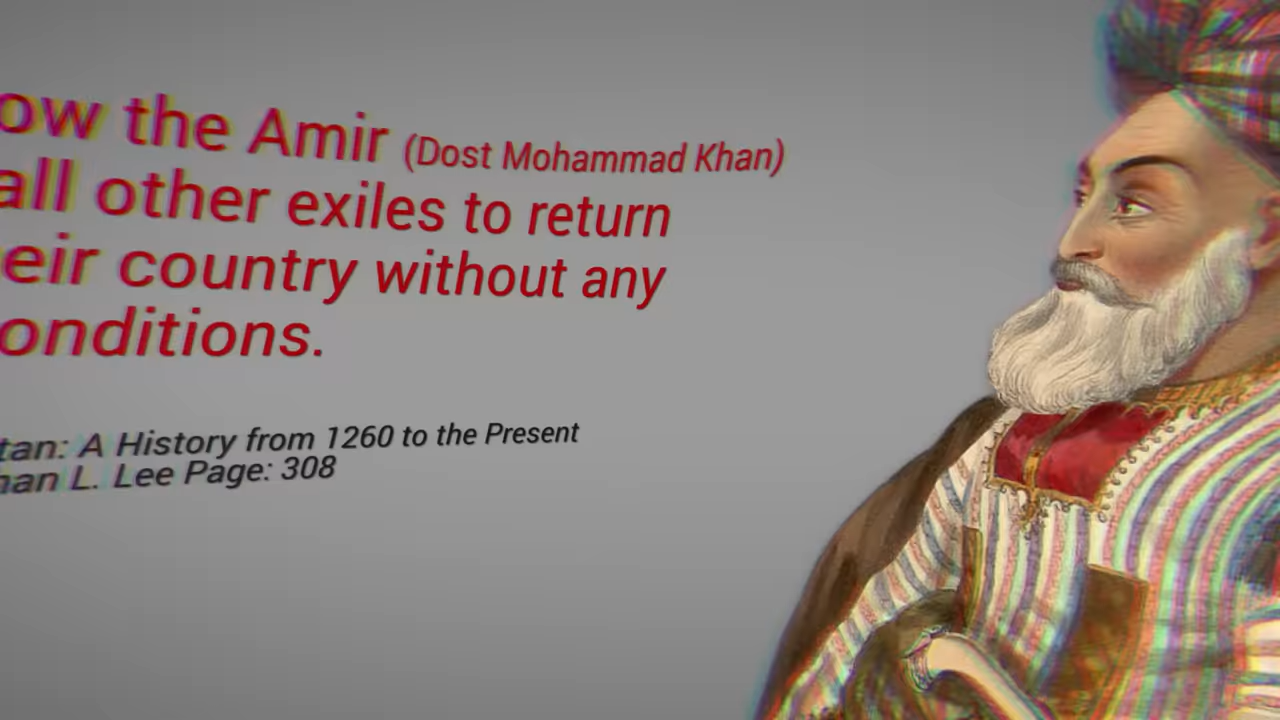 ow the Amir (Dost Mohammad Khan)
all other exiles to return
eir country without any
onditions.
tan: A History from 1260 to the Present
han L. Lee Page: 308